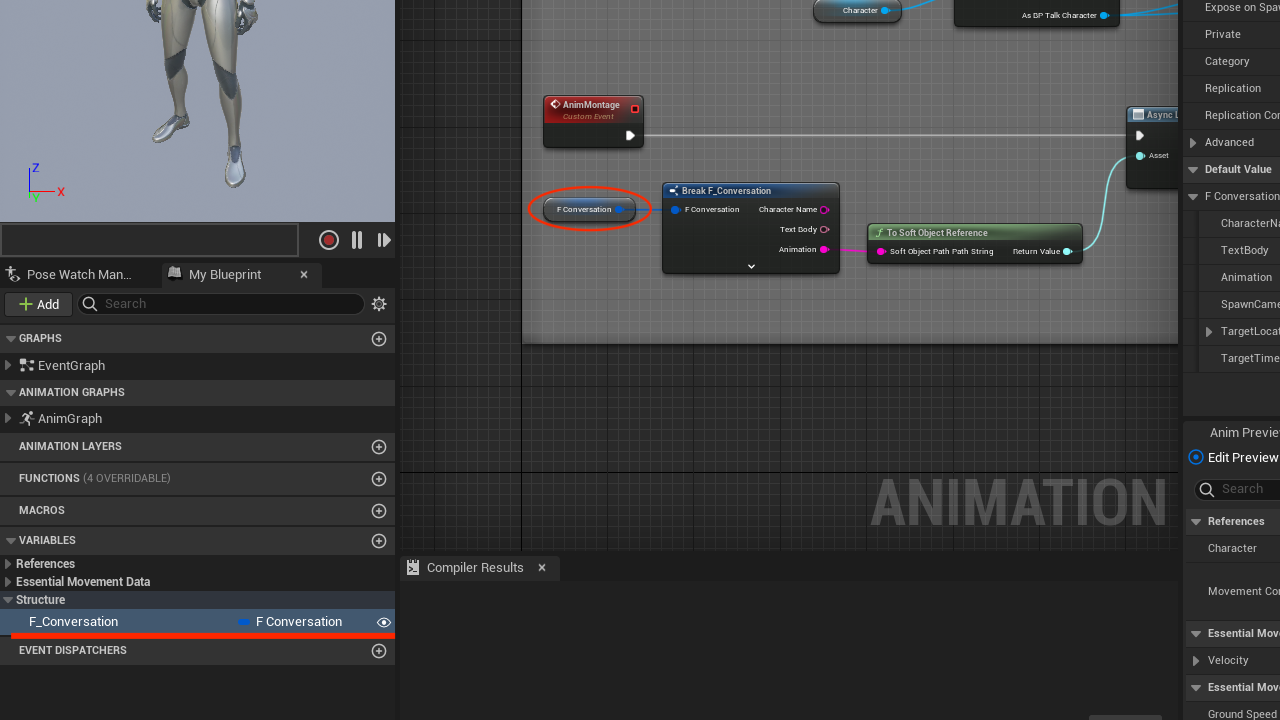 Z
X
Y
Pose Watch Man...
My Blueprint
Add
Search
GRAPHS
EventGraph
ANIMATION GRAPHS
AnimGraph
ANIMATION LAYERS
FUNCTIONS (4 OVERRIDABLE)
MACROS
VARIABLES
References
Essential Movement Data
Structure
F_Conversation
F Conversation
EVENT DISPATCHERS
Character
As BP Talk Character
AnimMontage
Custom Event
F Conversation
Break F_Conversation
F Conversation
Character Name
Text Body
Animation
To Soft Object Reference
Soft Object Path Path String
Return Value
Async L
Asset
ANIMATION
Compiler Results
Expose on Spaw
Private
Category
Replication
Replication Con
Advanced
Default Value
F Conversation
CharacterNa
TextBody
Animation
SpawnCame
TargetLocat
TargetTime
Anim Preview
Edit Preview
Search
References
Character
Movement Con
Essential Move
Velocity
Essential Move
Ground Speed